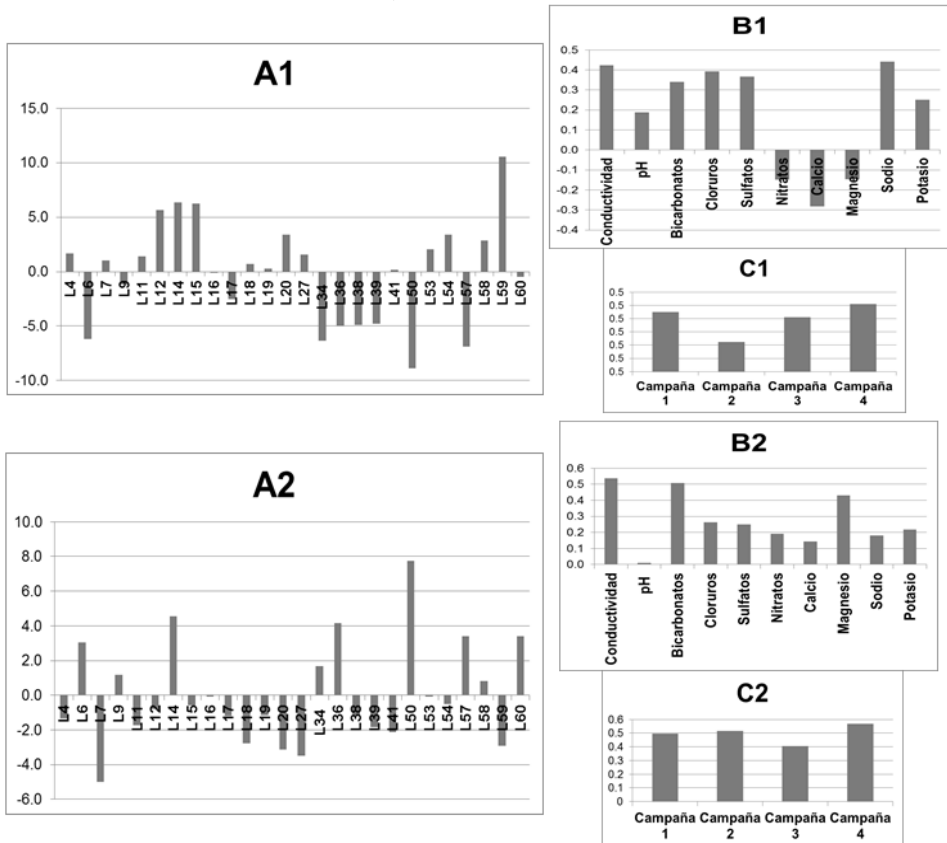 A1
15.0
10.0
5.0
0.0
-5.0
-10.0
L4 L6 L7 L9 L11 L12 L14 L15 L16 L17 L18 L19 L20 L27 L34 L36 L38 L39 L41 L50 L53 L54 L57 L58 L59 L60
B1
0.5
0.4
0.3
0.2
0.1
0.0
-0.1
-0.2
-0.3
-0.4
Conductividad
pH
Bicarbonatos
Cloruros
Sulfatos
Nitratos
Calcio
Magnesio
Sodio
Potasio
C1
0.5
0.5
0.5
0.5
0.5
0.5
0.5
Campaña Campaña Campaña Campaña
1 2 3 4
A2
10.0
8.0
6.0
4.0
2.0
0.0
-2.0
-4.0
-6.0
L4 L6 L7 L9 L11 L12 L14 L15 L16 L17 L18 L19 L20 L27 L34 L36 L38 L39 L41 L50 L53 L54 L57 L58 L59 L60
B2
0.6
0.5
0.4
0.3
0.2
0.1
0.0
Conductividad
pH
Bicarbonatos
Cloruros
Sulfatos
Nitratos
Calcio
Magnesio
Sodio
Potasio
C2
0.6
0.5
0.4
0.3
0.2
0.1
0
Campaña Campaña Campaña Campaña
1 2 3 4